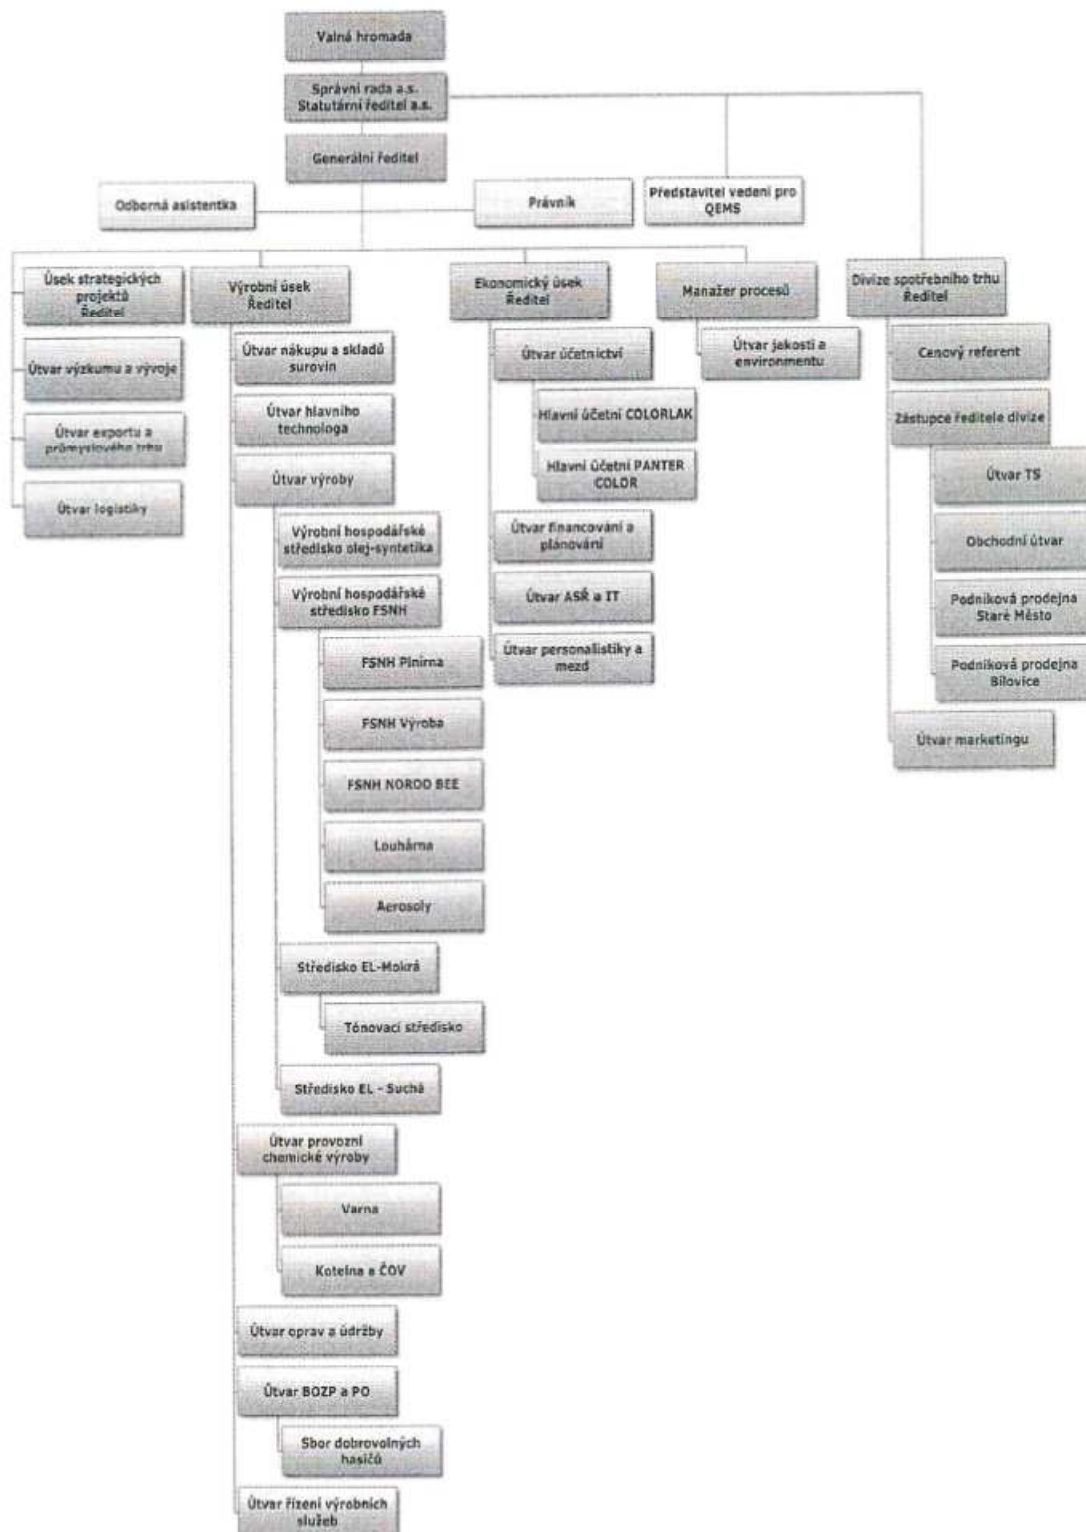 Valná hromada
Správní rada a.s.
Statutární ředitel a.s.
Generální ředitel
Odborná asistentka
Právník
Představitel vedení pro
QEMS
Úsek strategických
projektů
Ředitel
Útvar výzkumu a vývoje
Útvar exportu a
průmyslového trhu
Útvar logistiky
Výrobní úsek
Ředitel
Útvar nákupu a skladů
surovin
Útvar hlavního
technologa
Útvar výroby
Výrobní hospodářské
středisko olej-syntetika
Výrobní hospodářské
středisko FSNH
FSNH Plnírna
FSNH Výroba
FSNH NOROD BEE
Louhárna
Aerosoly
Středisko EL-Mokrá
Tónovací středisko
Středisko EL - Suchá
Útvar provozní
chemické výroby
Varna
Kotelna a ČOV
Útvar oprav a údržby
Útvar BOZP a PO
Sbor dobrovolných
hasičů
Útvar řízení výrobních
služeb
Ekonomický úsek
Ředitel
Útvar účetnictví
Hlavní účetní COLORLAK
Hlavní účetní PANTER
COLOR
Útvar financování a
plánování
Útvar ASŘ a IT
Útvar personalistiky a
mezd
Manažer procesů
Útvar jakosti a
environmentu
Divize spotřebního trhu
Ředitel
Cenový referent
Zástupce ředitele divize
Útvar TS
Obchodní útvar
Podniková prodejna
Staré Město
Podniková prodejna
Bílovice
Útvar marketingu